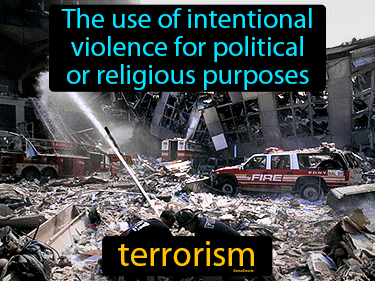 The use of intentional
violence for political
or religious purposes
FIRE
terrorism